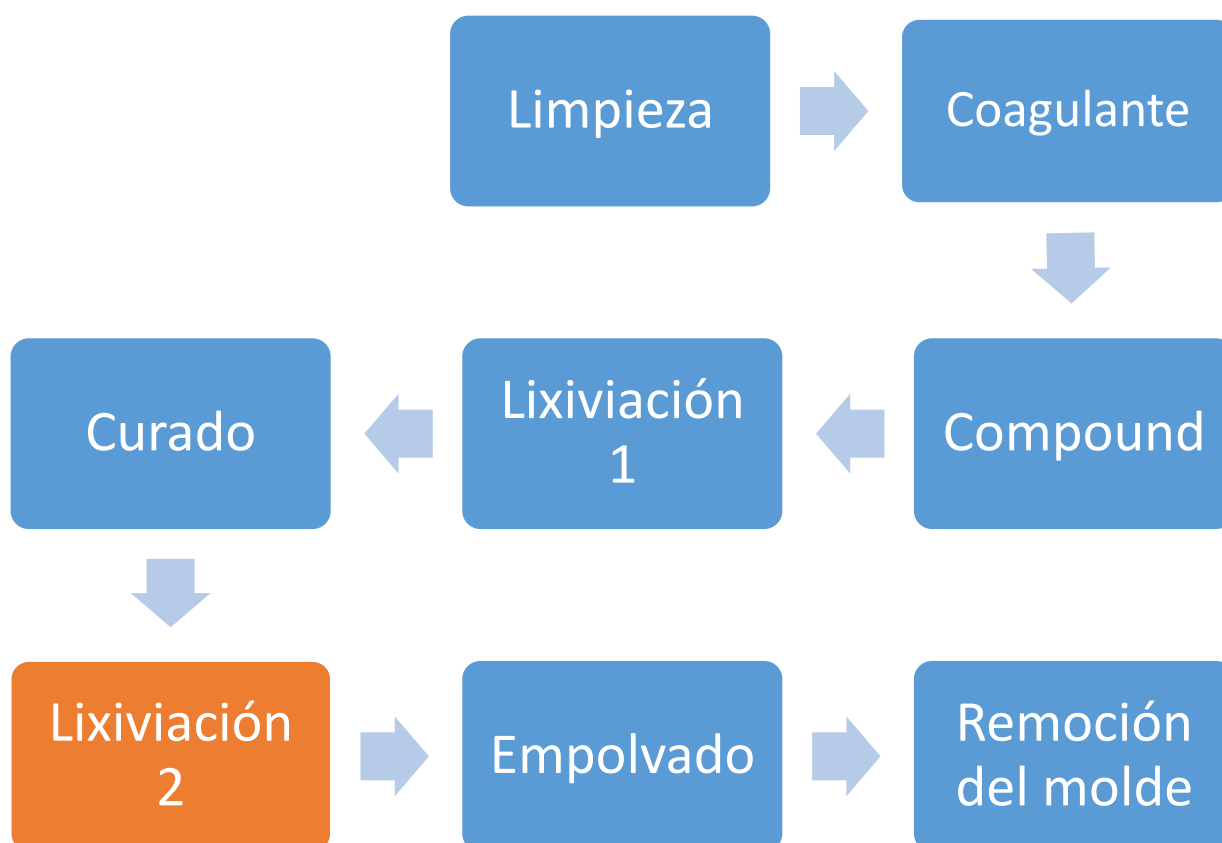 Limpieza
Coagulante
Compound
Lixiviación
1
Curado
Lixiviación
2
Empolvado
Remoción
del molde